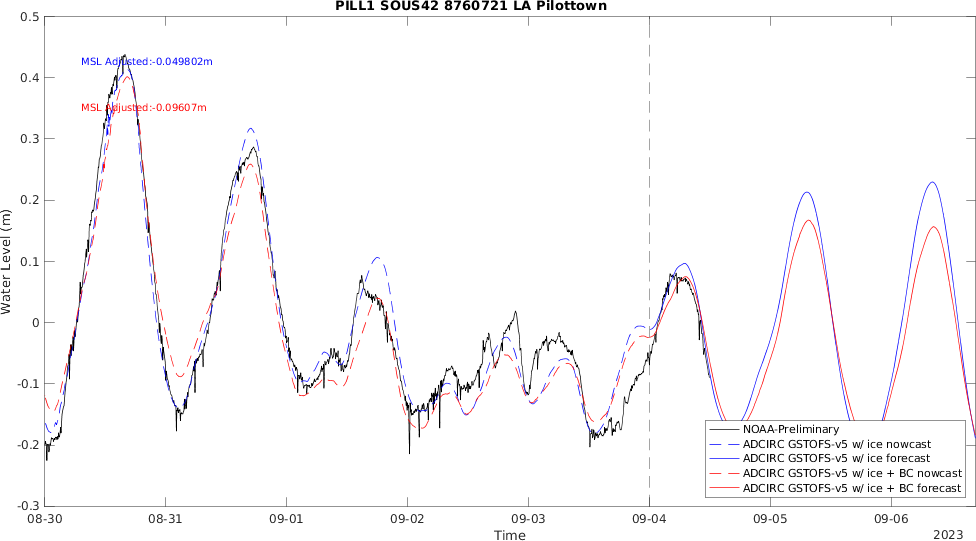 PILL1 SOUS42 8760721 LA Pilottown
0.5
0.4
0.3
0.2
0.1
0
-0.1
-0.2
-0.3
Water Level (m)
MSL Adjusted:-0.049802m
MSL Adjusted:-0.09607m
NOAA-Preliminary
ADCIRC GSTOFS-v5 w/ ice nowcast
ADCIRC GSTOFS-v5 w/ ice forecast
ADCIRC GSTOFS-v5 w/ ice + BC nowcast
ADCIRC GSTOFS-v5 w/ ice + BC forecast
08-30 08-31 09-01 09-02 09-03 09-04 09-05 09-06
Time
2023